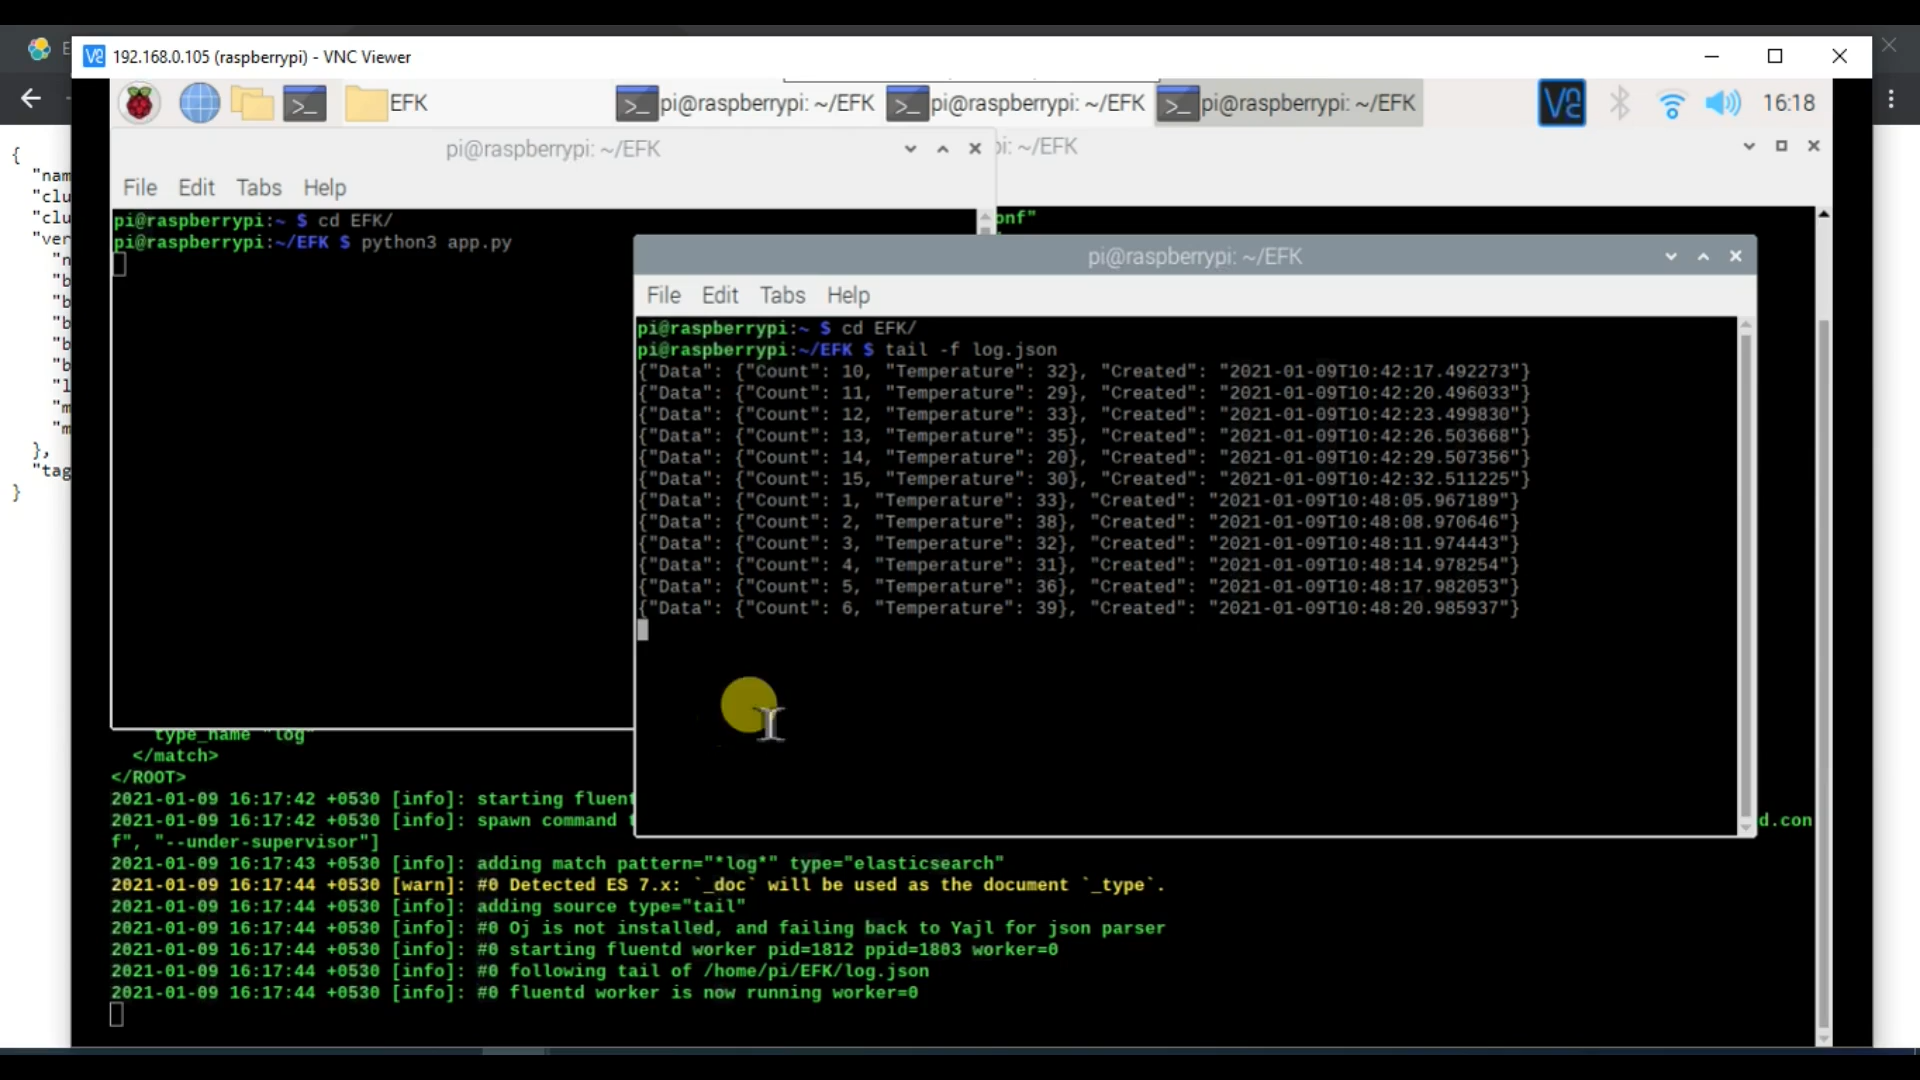 192.168.0.105 (raspberrypi) - VNC Viewer
EFK
pi@raspberrypi: ~/EFK
pi@raspberrypi: ~/EFK
pi@raspberrypi: ~/EFK
16:18
pi@raspberrypi: ~/EFK
pi: ~/EFK
File Edit Tabs Help
pi@raspberrypi:~ $ cd EFK/
pi@raspberrypi:~/EFK $ python3 app.py
onf"
pi@raspberrypi: ~/EFK
File Edit Tabs Help
pi@raspberrypi:~ $ cd EFK/
pi@raspberrypi:~/EFK $ tail -f log.json
{"Data": {"Count": 10, "Temperature": 32}, "Created": "2021-01-09T10:42:17.492273"}
{"Data": {"Count": 11, "Temperature": 29}, "Created": "2021-01-09T10:42:20.496033"}
{"Data": {"Count": 12, "Temperature": 33}, "Created": "2021-01-09T10:42:23.499830"}
{"Data": {"Count": 13, "Temperature": 35}, "Created": "2021-01-09T10:42:26.503668"}
{"Data": {"Count": 14, "Temperature": 20}, "Created": "2021-01-09T10:42:29.507356"}
{"Data": {"Count": 15, "Temperature": 30}, "Created": "2021-01-09T10:42:32.511225"}
{"Data": {"Count": 1, "Temperature": 33}, "Created": "2021-01-09T10:48:05.967189"}
{"Data": {"Count": 2, "Temperature": 38}, "Created": "2021-01-09T10:48:08.970646"}
{"Data": {"Count": 3, "Temperature": 32}, "Created": "2021-01-09T10:48:11.974443"}
{"Data": {"Count": 4, "Temperature": 31}, "Created": "2021-01-09T10:48:14.978254"}
{"Data": {"Count": 5, "Temperature": 36}, "Created": "2021-01-09T10:48:17.982053"}
{"Data": {"Count": 6, "Temperature": 39}, "Created": "2021-01-09T10:48:20.985937"}
type_name "log"
</match>
</ROOT>
2021-01-09 16:17:42 +0530 [info]: starting fluent
2021-01-09 16:17:42 +0530 [info]: spawn command
d.con
f", "--under-supervisor"]
2021-01-09 16:17:43 +0530 [info]: adding match pattern="*log*" type="elasticsearch"
2021-01-09 16:17:44 +0530 [warn]: #0 Detected ES 7.x: `_doc` will be used as the document `_type`.
2021-01-09 16:17:44 +0530 [info]: adding source type="tail"
2021-01-09 16:17:44 +0530 [info]: #0 Oj is not installed, and failing back to Yajl for json parser
2021-01-09 16:17:44 +0530 [info]: #0 starting fluentd worker pid=1812 ppid=1803 worker=0
2021-01-09 16:17:44 +0530 [info]: #0 following tail of /home/pi/EFK/log.json
2021-01-09 16:17:44 +0530 [info]: #0 fluentd worker is now running worker=0
{
"nam
"clu
"clu
"ver
"n
"b
"b
"b
"b
"b
"l
"m
"m
},
"tag
}